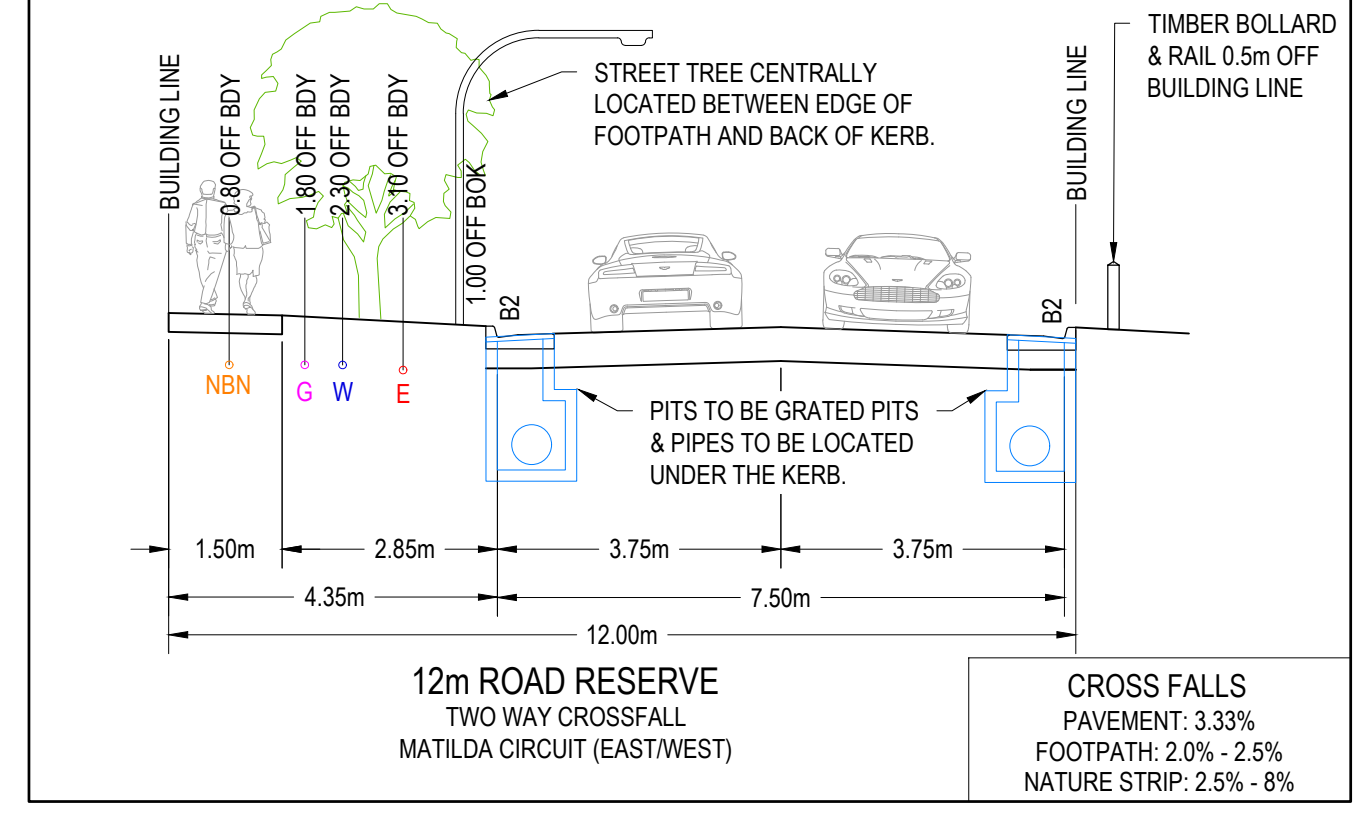 TIMBER BOLLARD
& RAIL 0.5m OFF
BUILDING LINE
BUILDING LINE
0.80 OFF BDY
1.80 OFF BDY
2.30 OFF BDY
3.10 OFF BDY
STREET TREE CENTRALLY
LOCATED BETWEEN EDGE OF
FOOTPATH AND BACK OF KERB.
1.00 OFF BOK
B2
BUILDING LINE
B2
NBN
G
W
E
PITS TO BE GRATED PITS
& PIPES TO BE LOCATED
UNDER THE KERB.
1.50m
2.85m
3.75m
3.75m
4.35m
7.50m
12.00m
12m ROAD RESERVE
TWO WAY CROSSFALL
MATILDA CIRCUIT (EAST/WEST)
CROSS FALLS
PAVEMENT: 3.33%
FOOTPATH: 2.0% - 2.5%
NATURE STRIP: 2.5% - 8%